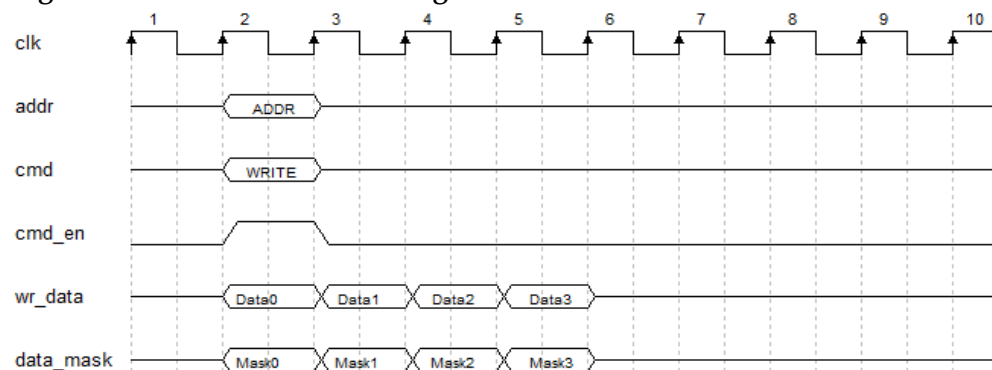 1 2 3 4 5 6 7 8 9 10
clk
addr ADDR
cmd WRITE
cmd_en
wr_data Data0 Data1 Data2 Data3
data_mask Mask0 Mask1 Mask2 Mask3